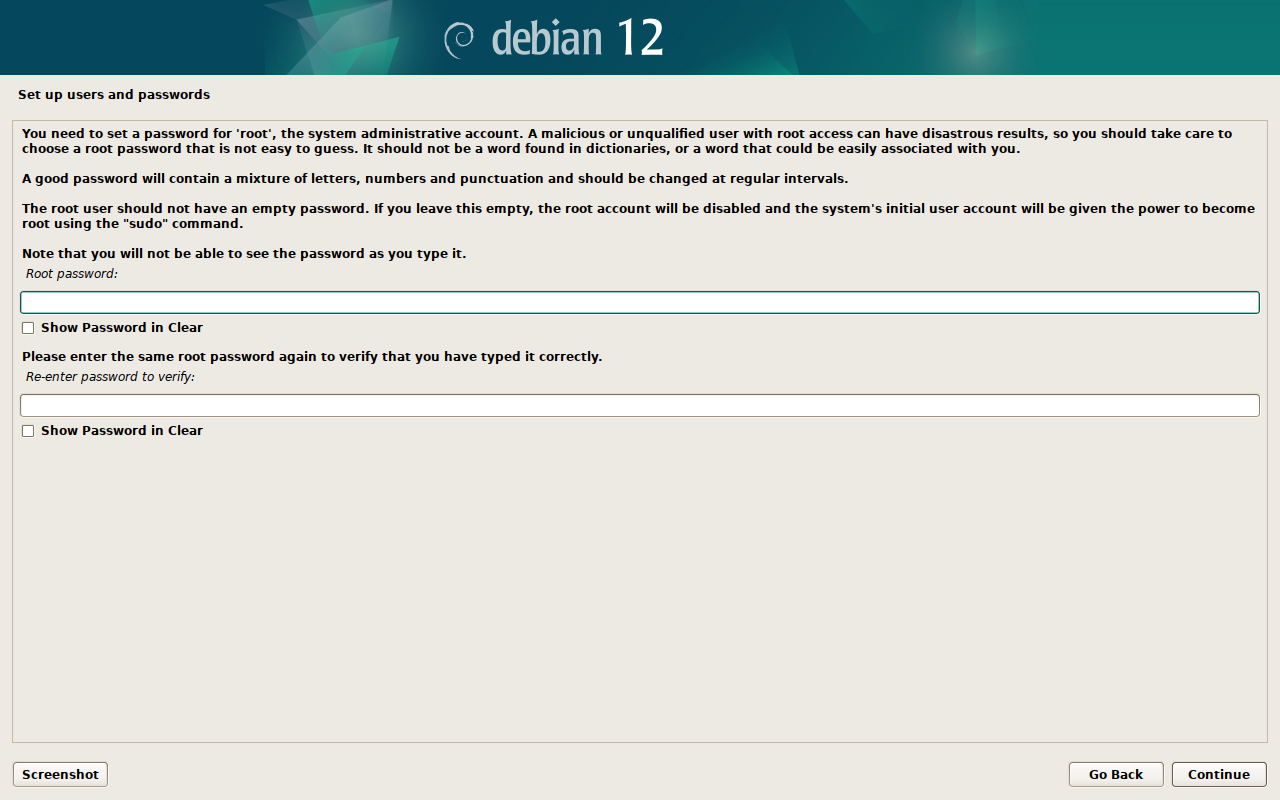 debian 12
Set up users and passwords
You need to set a password for 'root', the system administrative account. A malicious or unqualified user with root access can have disastrous results, so you should take care to
choose a root password that is not easy to guess. It should not be a word found in dictionaries, or a word that could be easily associated with you.
A good password will contain a mixture of letters, numbers and punctuation and should be changed at regular intervals.
The root user should not have an empty password. If you leave this empty, the root account will be disabled and the system's initial user account will be given the power to become
root using the "sudo" command.
Note that you will not be able to see the password as you type it.
Root password:
Show Password in Clear
Please enter the same root password again to verify that you have typed it correctly.
Re-enter password to verify:
Show Password in Clear
Screenshot
Go Back
Continue